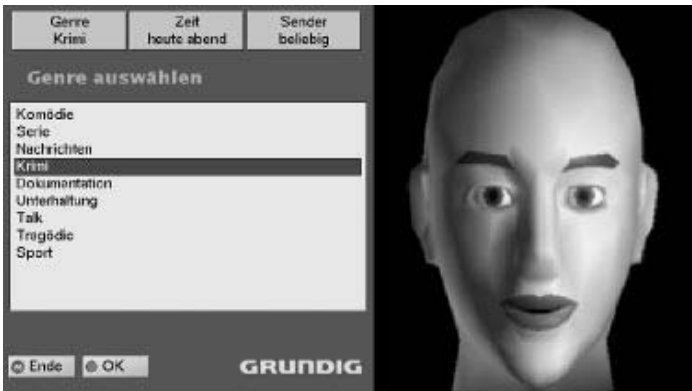 Genre
Krimi
Zeit
heute abend
Sender
beliebig
Genre auswählen
Komödie
Serie
Nachrichten
Krimi
Dokumentation
Unterhaltung
Talk
Tragödie
Sport
Ende
OK
GRUNDIG